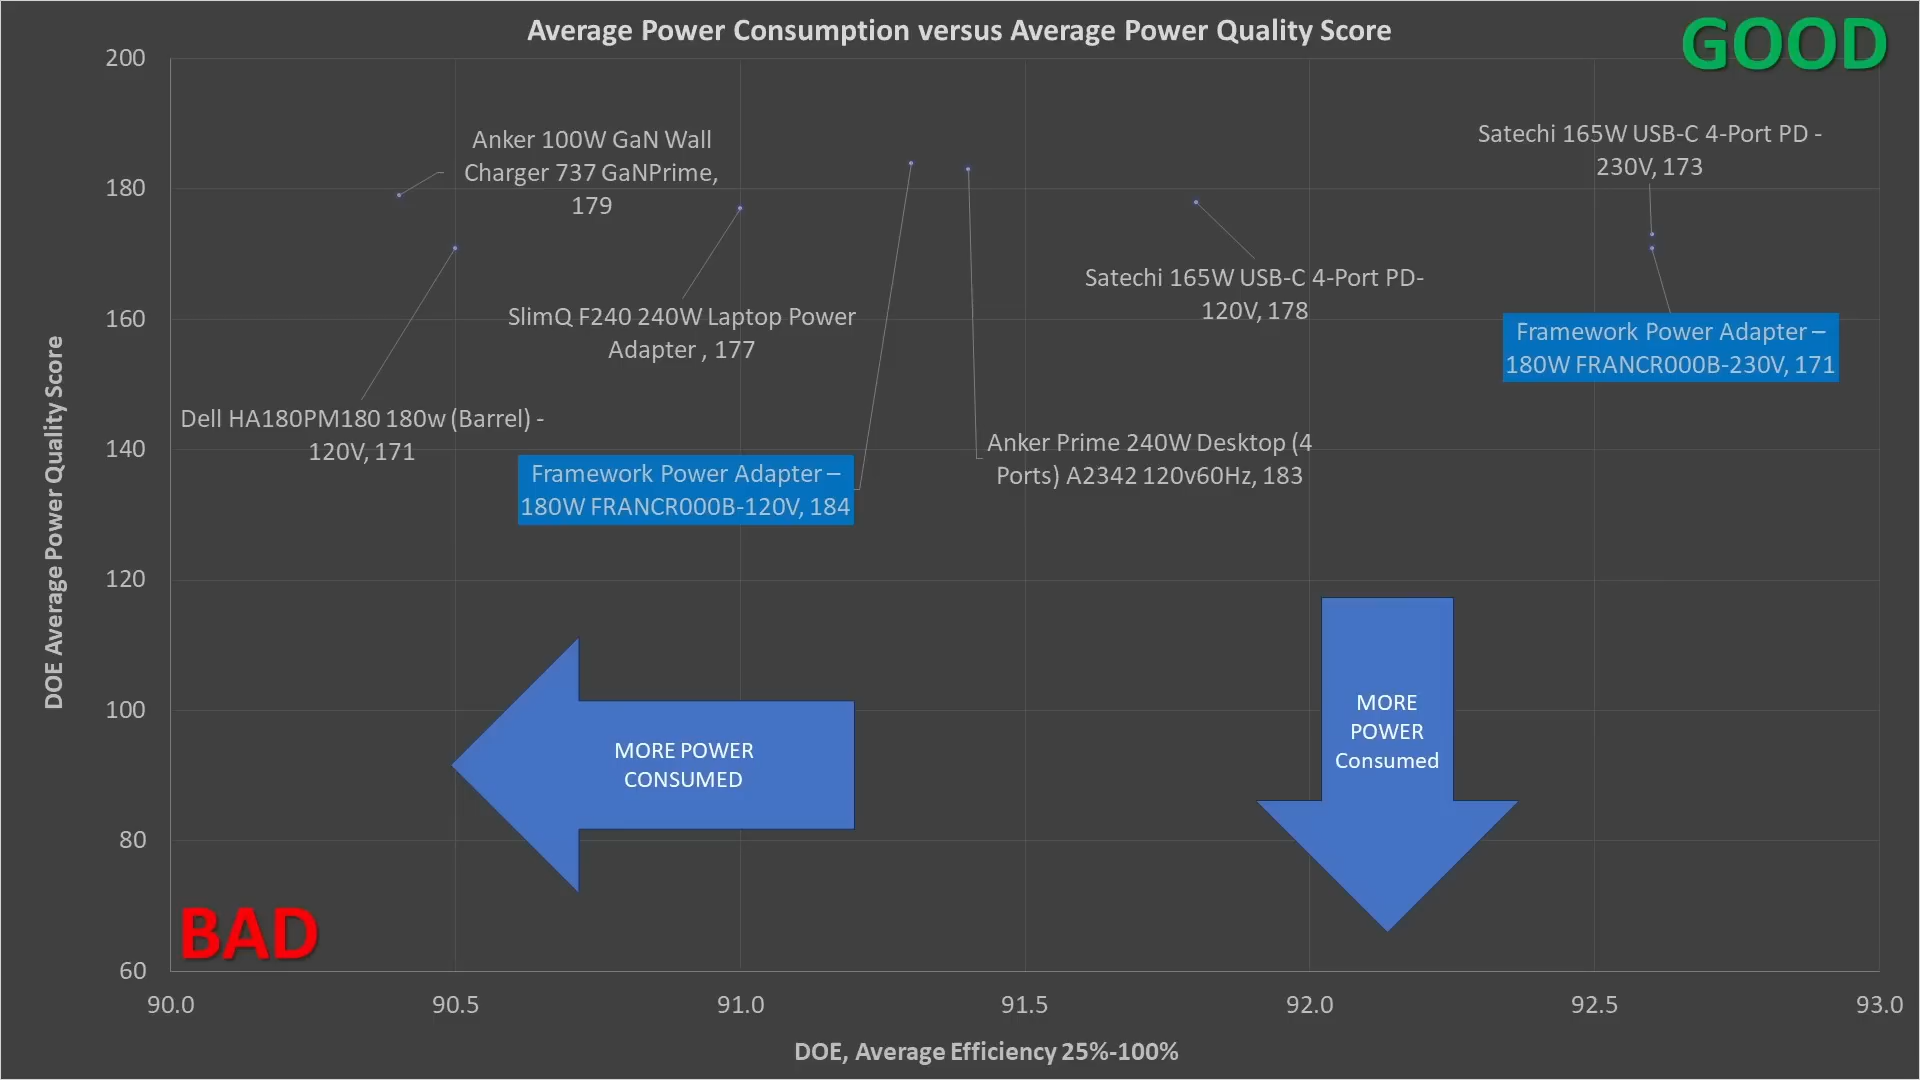 Average Power Consumption versus Average Power Quality Score
GOOD
200
180
160
140
120
100
80
60
DOE Average Power Quality Score
Anker 100W GaN Wall
Charger 737 GaNPrime,
179
Satechi 165W USB-C 4-Port PD -
230V, 173
SlimQ F240 240W Laptop Power
Adapter , 177
Satechi 165W USB-C 4-Port PD-
120V, 178
Framework Power Adapter –
180W FRANCR000B-230V, 171
Dell HA180PM180 180w (Barrel) -
120V, 171
Framework Power Adapter –
180W FRANCR000B-120V, 184
Anker Prime 240W Desktop (4
Ports) A2342 120v60Hz, 183
MORE POWER
CONSUMED
MORE
POWER
Consumed
BAD
90.0
90.5
91.0
91.5
92.0
92.5
93.0
DOE, Average Efficiency 25%-100%